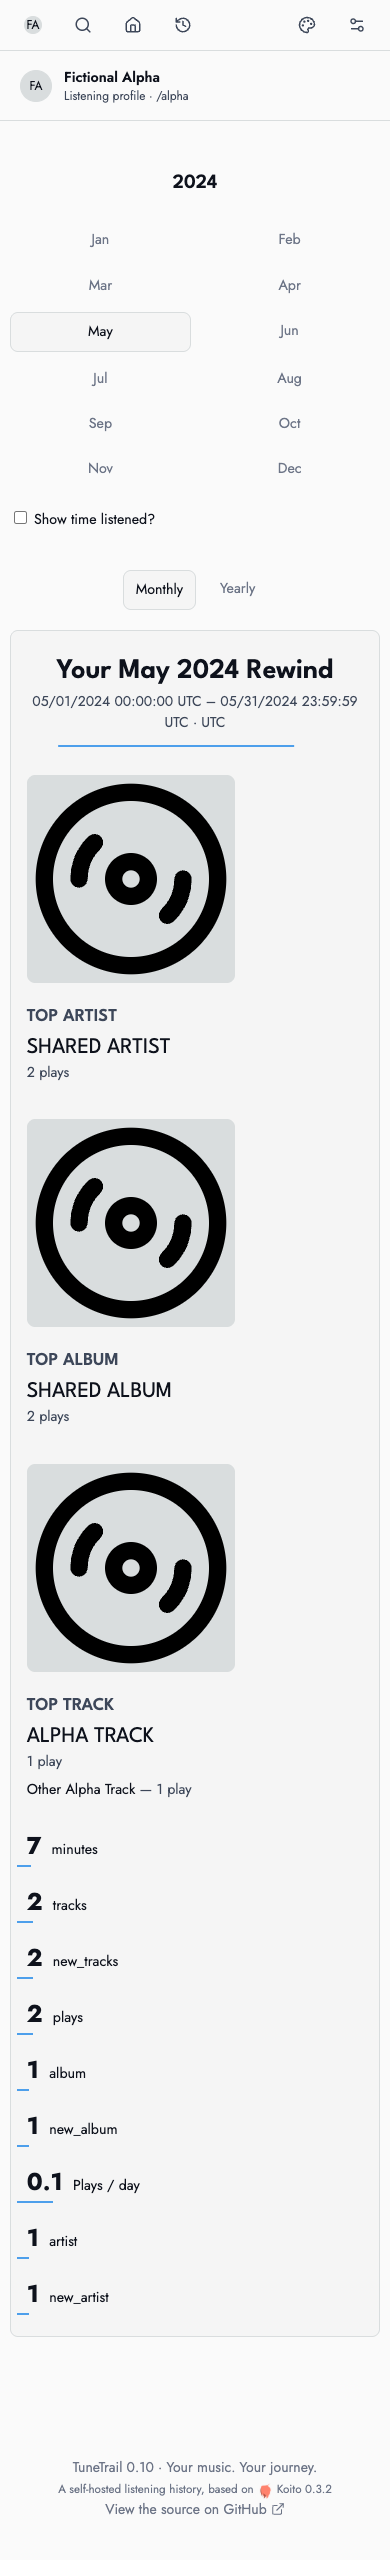 FA
FA
Fictional Alpha
Listening profile · /alpha
2024
Jan
Feb
Mar
Apr
May
Jun
Jul
Aug
Sep
Oct
Nov
Dec
Show time listened?
Monthly
Yearly
Your May 2024 Rewind
05/01/2024 00:00:00 UTC – 05/31/2024 23:59:59
UTC · UTC
TOP ARTIST
SHARED ARTIST
2 plays
TOP ALBUM
SHARED ALBUM
2 plays
TOP TRACK
ALPHA TRACK
1 play
Other Alpha Track — 1 play
7 minutes
2 tracks
2 new_tracks
2 plays
1 album
1 new_album
0.1 Plays / day
1 artist
1 new_artist
TuneTrail 0.10 · Your music. Your journey.
A self-hosted listening history, based on Koito 0.3.2
View the source on GitHub